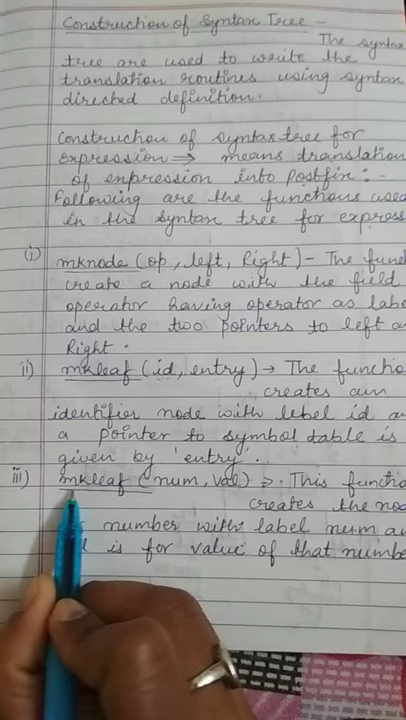 Construction of Syntax Tree -
The syntax
tree are used to write the
translation routines using syntax
directed definition.
Construction of syntax tree for
Expression ⇒ means translation
of expression into postfix :-
Following are the functions used
in the syntax tree for express
(i) mknode (op, left, Right) - The func
create a node with the field
operator having operator as labe
and the two pointers to left a
Right.
ii) mkleaf (id, entry) → The functio
creates an
identifier node with label id a
a pointer to symbol table is
given by 'entry'.
iii) mkleaf (num, val) ⇒ This functio
creates the no
number with label num a
l is for value of that numbe